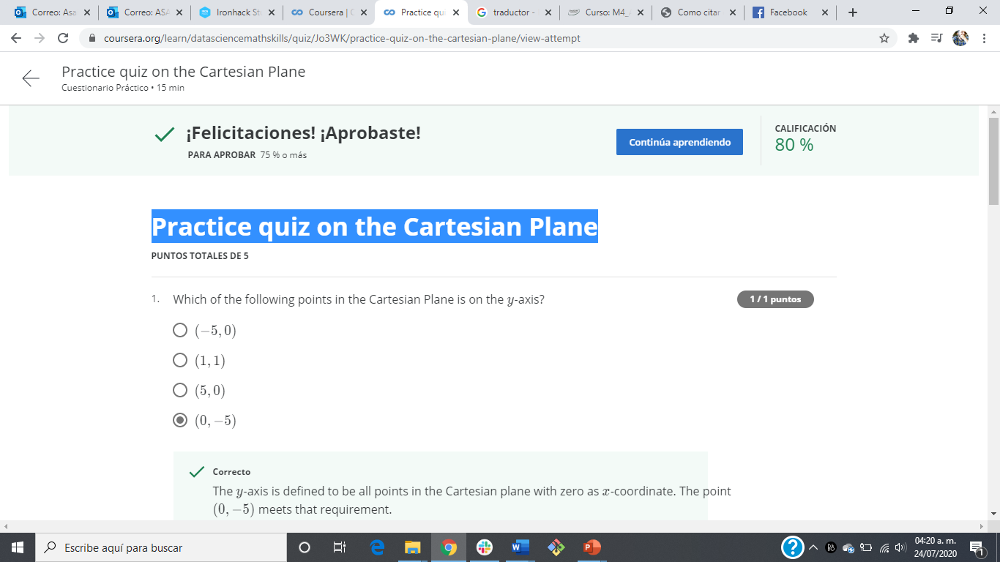 Correo: Asa
Correo: ASA
Ironhack St
Coursera | C
Practice qui
traductor -
Curso: M4_
Como citar
Facebook
coursera.org/learn/datasciencemathskills/quiz/Jo3WK/practice-quiz-on-the-cartesian-plane/view-attempt
Practice quiz on the Cartesian Plane
Cuestionario Práctico • 15 min
¡Felicitaciones! ¡Aprobaste!
PARA APROBAR 75 % o más
Continúa aprendiendo
CALIFICACIÓN
80 %
Practice quiz on the Cartesian Plane
PUNTOS TOTALES DE 5
1. Which of the following points in the Cartesian Plane is on the y-axis?
1 / 1 puntos
(−5, 0)
(1, 1)
(5, 0)
(0, −5)
Correcto
The y-axis is defined to be all points in the Cartesian plane with zero as x-coordinate. The point
(0, −5) meets that requirement.
Escribe aquí para buscar
04:20 a. m.
24/07/2020